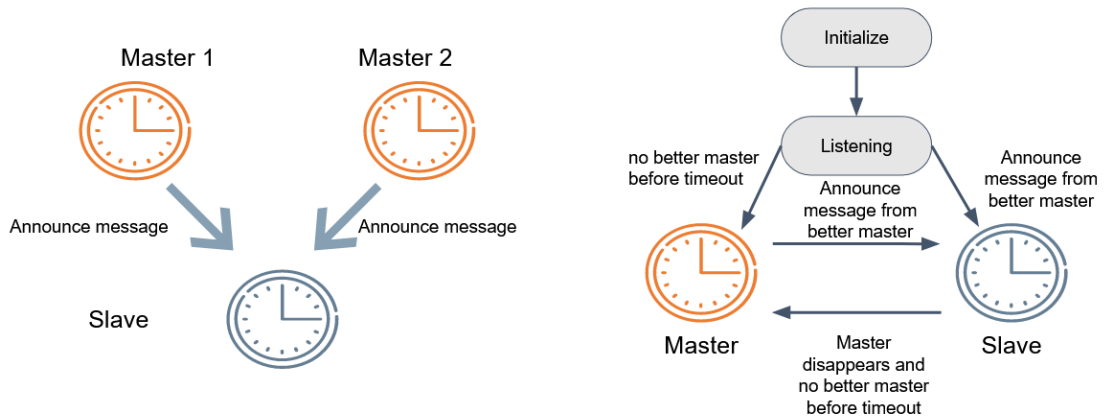 Master 1
Master 2
Announce message
Announce message
Slave
Initialize
Listening
no better master
before timeout
Announce
message from
better master
Announce
message from
better master
Master
Slave
Master
disappears and
no better master
before timeout